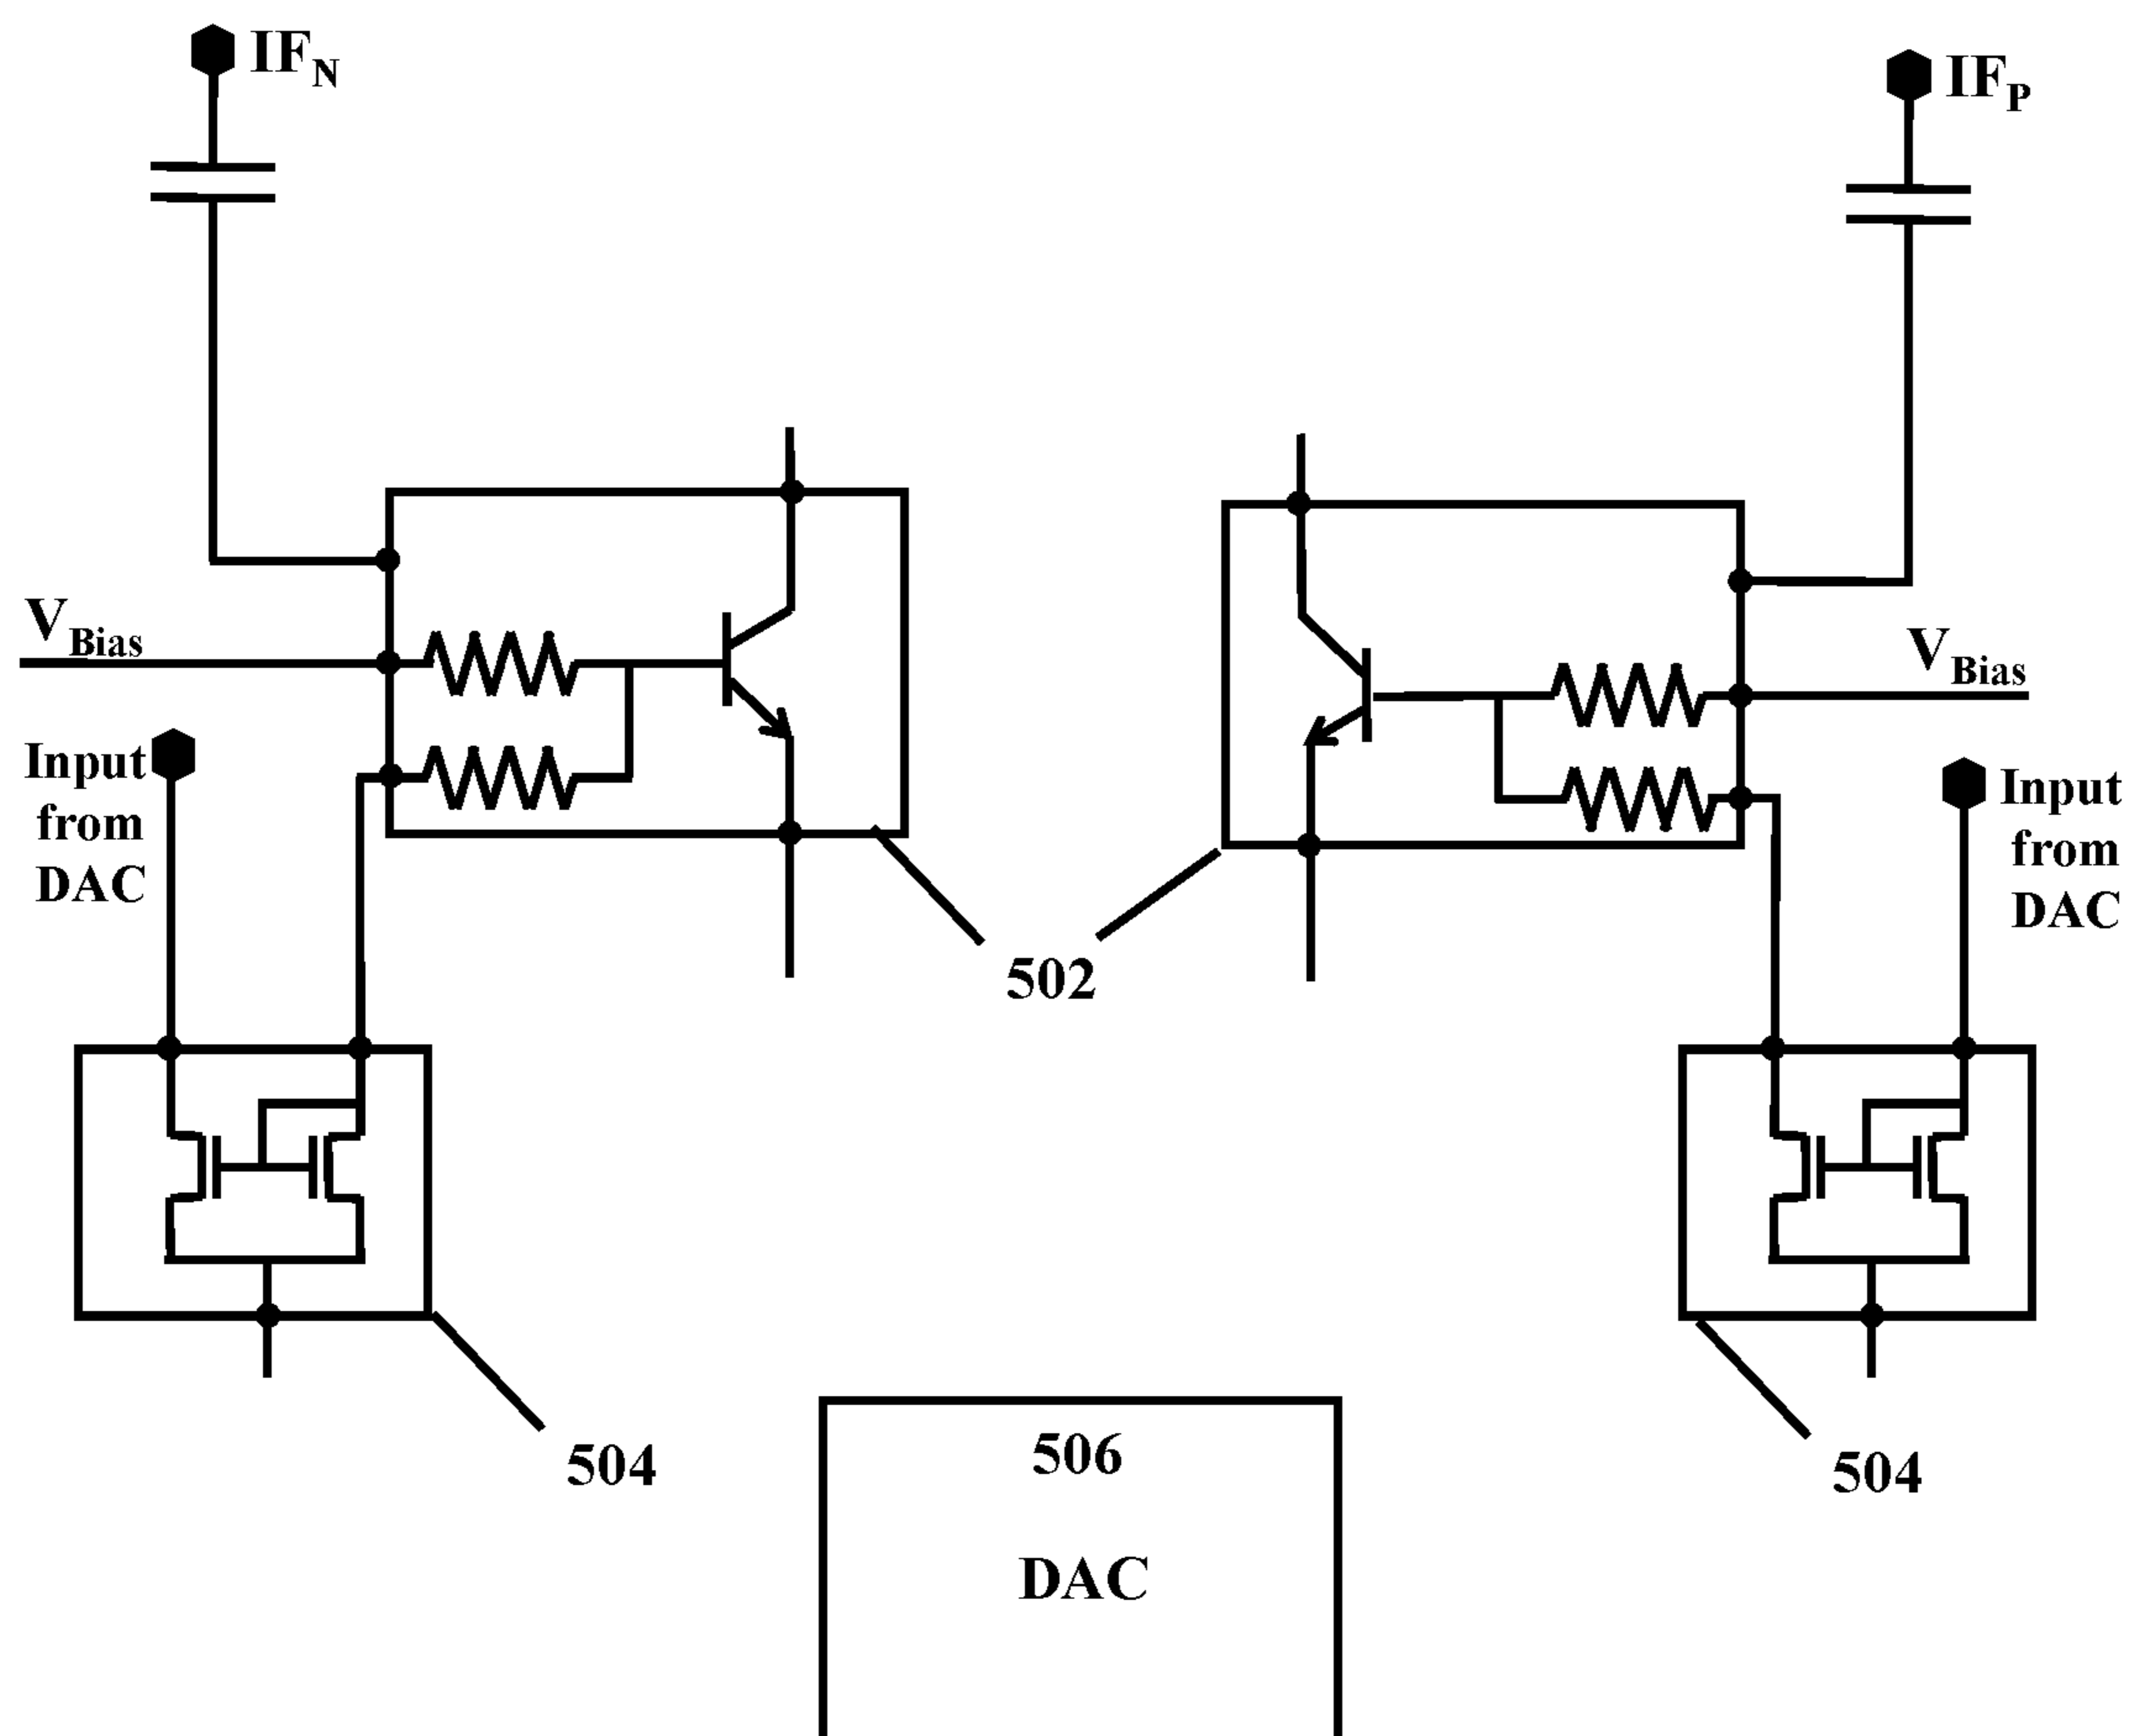 IFN
IFP
VBias
VBias
Input
from
DAC
Input
from
DAC
502
504
504
506
DAC